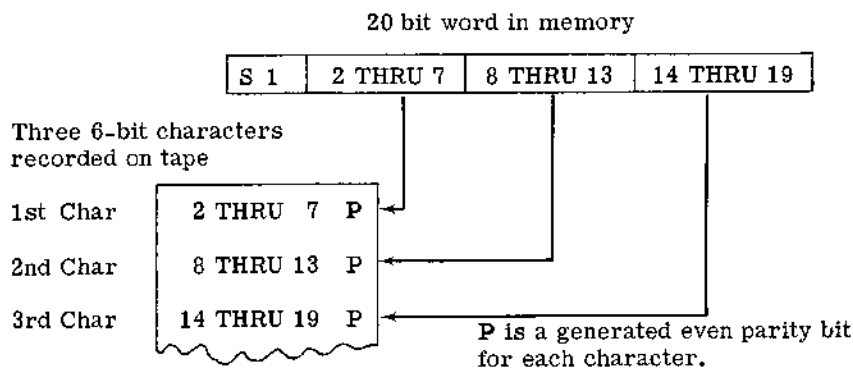 20 bit word in memory
S 1 2 THRU 7 8 THRU 13 14 THRU 19
Three 6-bit characters
recorded on tape
1st Char 2 THRU 7 P
2nd Char 8 THRU 13 P
3rd Char 14 THRU 19 P
P is a generated even parity bit
for each character.